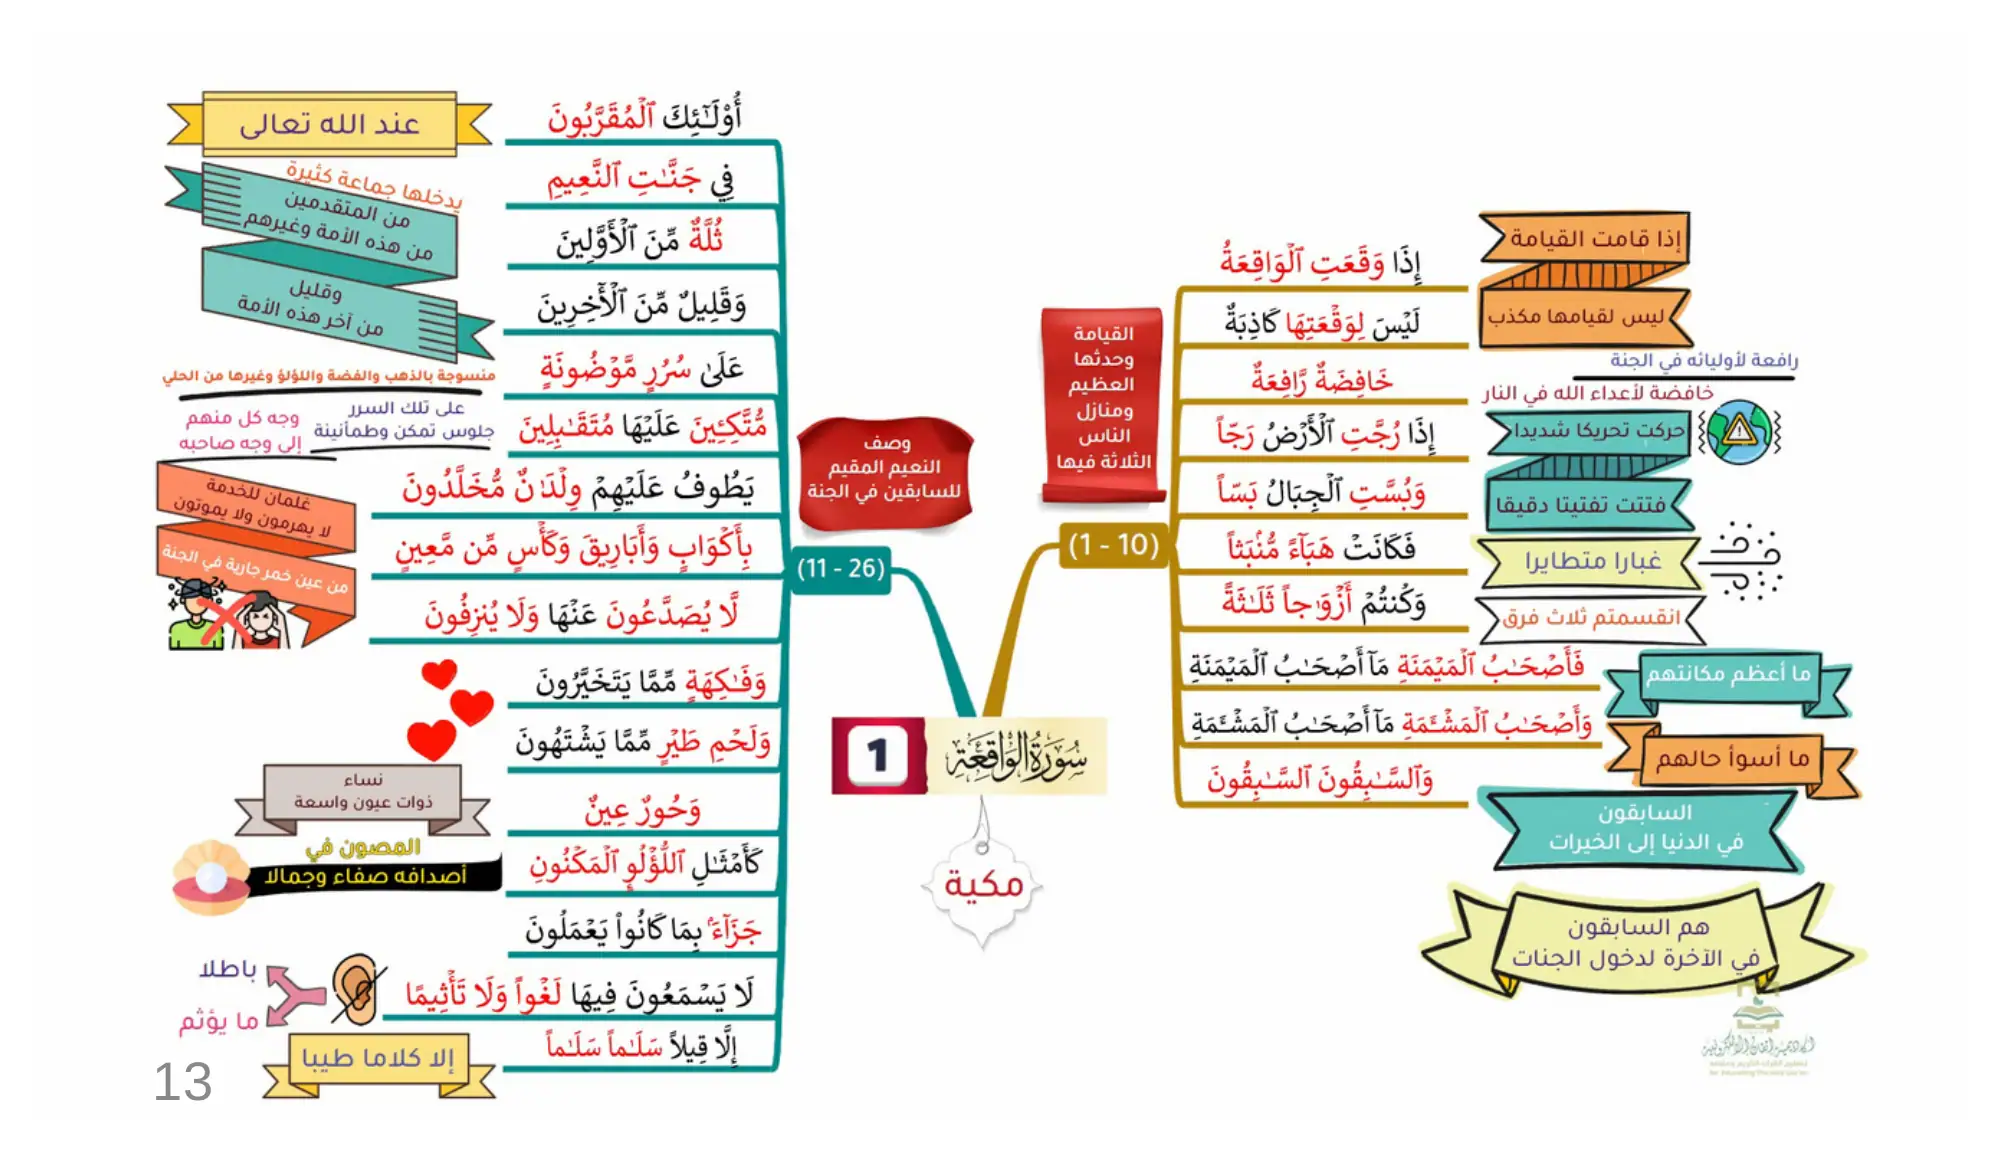 سُورَةُ الْوَاقِعَةِ
1
مكية
(1 - 10)
القيامة
وحدثها
العظيم
ومنازل
الناس
الثلاثة فيها
إِذَا وَقَعَتِ ٱلْوَاقِعَةُ
إذا قامت القيامة
لَيْسَ لِوَقْعَتِهَا كَاذِبَةٌ
ليس لقيامها مكذب
خَافِضَةٌ رَّافِعَةٌ
رافعة لأوليائه في الجنة
خافضة لأعداء الله في النار
إِذَا رُجَّتِ ٱلْأَرْضُ رَجّاً
حركت تحريكا شديدا
وَبُسَّتِ ٱلْجِبَالُ بَسّاً
فتتت تفتيتا دقيقا
فَكَانَتْ هَبَآءً مُّنۢبَثاً
غبارا متطايرا
وَكُنتُمْ أَزْوَٰجاً ثَلَـٰثَةً
انقسمتم ثلاث فرق
فَأَصْحَـٰبُ ٱلْمَيْمَنَةِ مَآ أَصْحَـٰبُ ٱلْمَيْمَنَةِ
ما أعظم مكانتهم
وَأَصْحَـٰبُ ٱلْمَشْـَٔمَةِ مَآ أَصْحَـٰبُ ٱلْمَشْـَٔمَةِ
ما أسوأ حالهم
وَٱلسَّـٰبِقُونَ ٱلسَّـٰبِقُونَ
السابقون
في الدنيا إلى الخيرات
هم السابقون
في الآخرة لدخول الجنات
(11 - 26)
وصف
النعيم المقيم
للسابقين في الجنة
أُو۟لَـٰٓئِكَ ٱلْمُقَرَّبُونَ
عند الله تعالى
فِي جَنَّـٰتِ ٱلنَّعِيمِ
ثُلَّةٌ مِّنَ ٱلْأَوَّلِينَ
يدخلها جماعة كثيرة
من المتقدمين
من هذه الأمة وغيرهم
وَقَلِيلٌ مِّنَ ٱلْـَٔاخِرِينَ
وقليل
من آخر هذه الأمة
عَلَىٰ سُرُرٍ مَّوْضُونَةٍ
منسوجة بالذهب والفضة واللؤلؤ وغيرها من الحلي
مُّتَّكِـِٔينَ عَلَيْهَا مُتَقَـٰبِلِينَ
على تلك السرر
جلوس تمكن وطمأنينة
وجه كل منهم
إلى وجه صاحبه
يَطُوفُ عَلَيْهِمْ وِلْدَٰنٌ مُّخَلَّدُونَ
غلمان للخدمة
لا يهرمون ولا يموتون
بِأَكْوَابٍ وَأَبَارِيقَ وَكَأْسٍ مِّن مَّعِينٍ
من عين خمر جارية في الجنة
لَّا يُصَدَّعُونَ عَنْهَا وَلَا يُنزِفُونَ
وَفَـٰكِهَةٍ مِّمَّا يَتَخَيَّرُونَ
وَلَحْمِ طَيْرٍ مِّمَّا يَشْتَهُونَ
وَحُورٌ عِينٌ
نساء
ذوات عيون واسعة
كَأَمْثَـٰلِ ٱللُّؤْلُؤِ ٱلْمَكْنُونِ
المصون في
أصدافه صفاء وجمالا
جَزَآءَۢ بِمَا كَانُوا۟ يَعْمَلُونَ
لَا يَسْمَعُونَ فِيهَا لَغْواً وَلَا تَأْثِيمًا
باطلا
ما يؤثم
إِلَّا قِيلاً سَلَـٰماً سَلَـٰماً
إلا كلاما طيبا
13